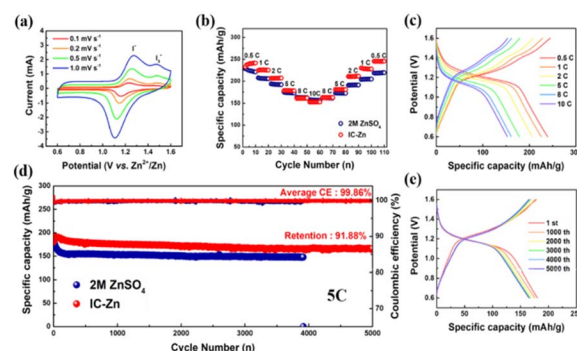 (a)
0.1 mV s⁻¹
0.2 mV s⁻¹
0.5 mV s⁻¹
1.0 mV s⁻¹
I⁻
Current (mA)
4
2
0
-2
-4
0.6 0.8 1.0 1.2 1.4 1.6
Potential (V vs. Zn²⁺/Zn)
(b)
0.5 C
1 C
2 C
5 C
8 C
10C
8 C
5 C
2 C
1 C
0.5 C
2M ZnSO₄
IC-Zn
Specific capacity (mAh/g)
300
250
200
150
100
50
0
0 10 20 30 40 50 60 70 80 90 100 110
Cycle Number (n)
(c)
0.5 C
1 C
2 C
5 C
8 C
10 C
Potential (V)
1.6
1.4
1.2
1.0
0.8
0.6
0 100 200 300
Specific capacity (mAh/g)
(d)
Average CE : 99.86%
Retention : 91.88%
2M ZnSO₄
IC-Zn
5C
Specific capacity (mAh/g)
300
250
200
150
100
50
0
Coulombic efficiency (%)
100
90
80
70
60
0 1000 2000 3000 4000 5000
Cycle Number (n)
(e)
1 st
1000 th
2000 th
3000 th
4000 th
5000 th
Potential (V)
1.6
1.4
1.2
1.0
0.8
0.6
0 50 100 150 200 250
Specific capacity (mAh/g)